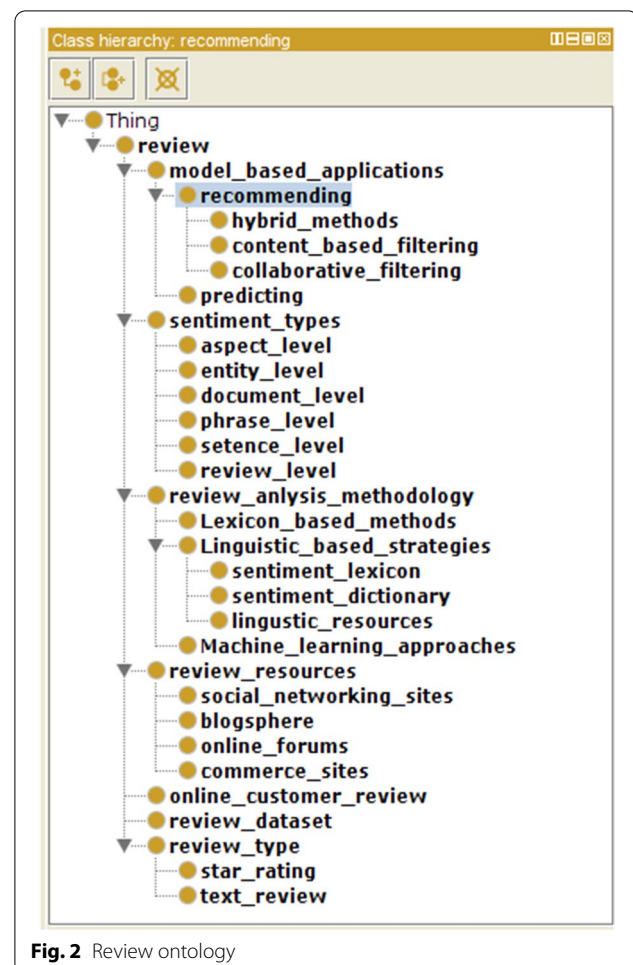 Class hierarchy: recommending
Thing
review
model_based_applications
recommending
hybrid_methods
content_based_filtering
collaborative_filtering
predicting
sentiment_types
aspect_level
entity_level
document_level
phrase_level
setence_level
review_level
review_anlysis_methodology
Lexicon_based_methods
Linguistic_based_strategies
sentiment_lexicon
sentiment_dictionary
lingustic_resources
Machine_learning_approaches
review_resources
social_networking_sites
blogsphere
online_forums
commerce_sites
online_customer_review
review_dataset
review_type
star_rating
text_review
Fig. 2 Review ontology